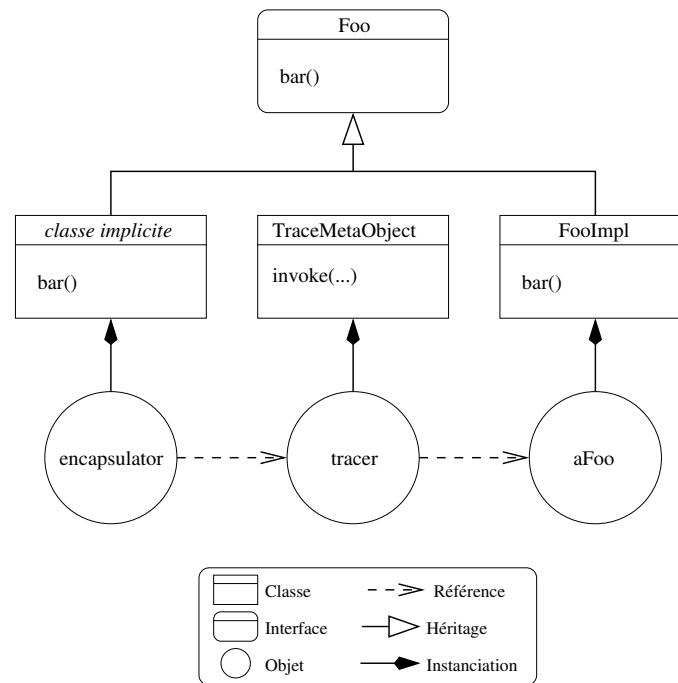 Foo
bar()
classe implicite
TraceMetaObject
FooImpl
bar()
invoke(...)
bar()
encapsulator
tracer
aFoo
Classe
Référence
Interface
Héritage
Objet
Instanciation